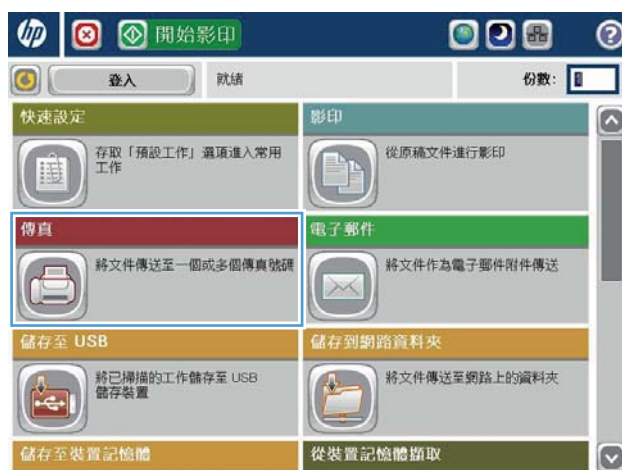 hp
開始影印
?
登入
就緒
份數: 1
快速設定
存取「預設工作」選項進入常用
工作
影印
從原稿文件進行影印
傳真
將文件傳送至一個或多個傳真號碼
電子郵件
將文件作為電子郵件附件傳送
儲存至 USB
將已掃描的工作儲存至 USB
儲存裝置
儲存到網路資料夾
將文件傳送至網路上的資料夾
儲存至裝置記憶體
從裝置記憶體擷取